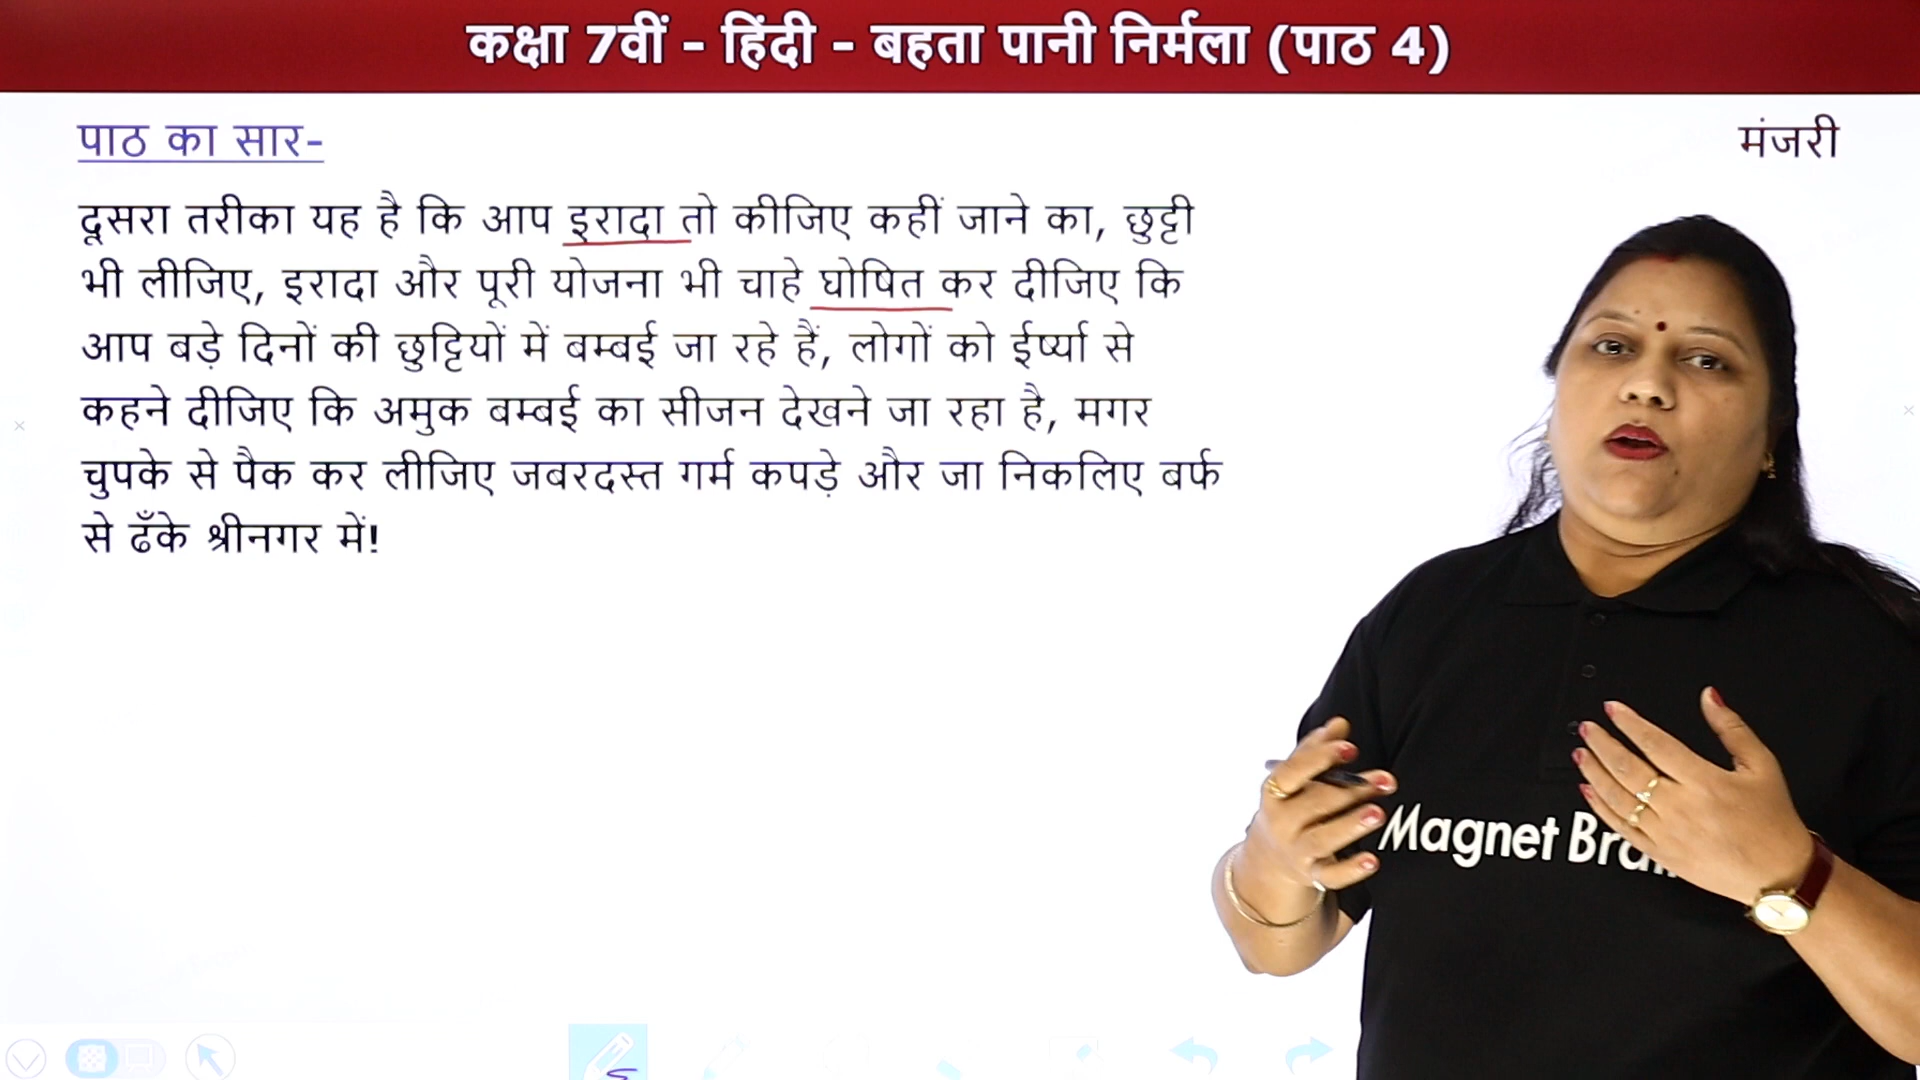 कक्षा 7वीं - हिंदी - बहता पानी निर्मला (पाठ 4)
पाठ का सार-
मंजरी
दूसरा तरीका यह है कि आप इरादा तो कीजिए कहीं जाने का, छुट्टी
भी लीजिए, इरादा और पूरी योजना भी चाहे घोषित कर दीजिए कि
आप बड़े दिनों की छुट्टियों में बम्बई जा रहे हैं, लोगों को ईर्ष्या से
कहने दीजिए कि अमुक बम्बई का सीजन देखने जा रहा है, मगर
चुपके से पैक कर लीजिए जबरदस्त गर्म कपड़े और जा निकलिए बर्फ
से ढँके श्रीनगर में!
Magnet